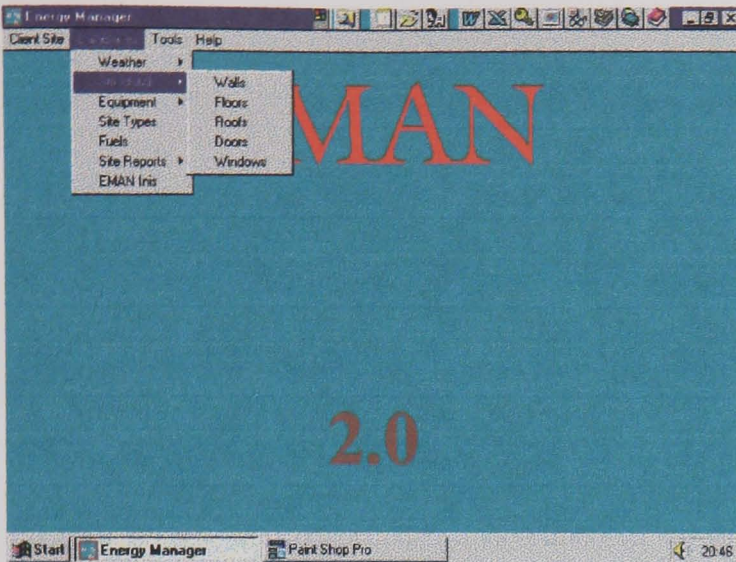 Energy Manager
Client Site Tools Help
Weather
Equipment
Site Types
Fuels
Site Reports
EMAN Inis
Walls
Floors
Roofs
Doors
Windows
MAN
2.0
Start Energy Manager Paint Shop Pro 20:46